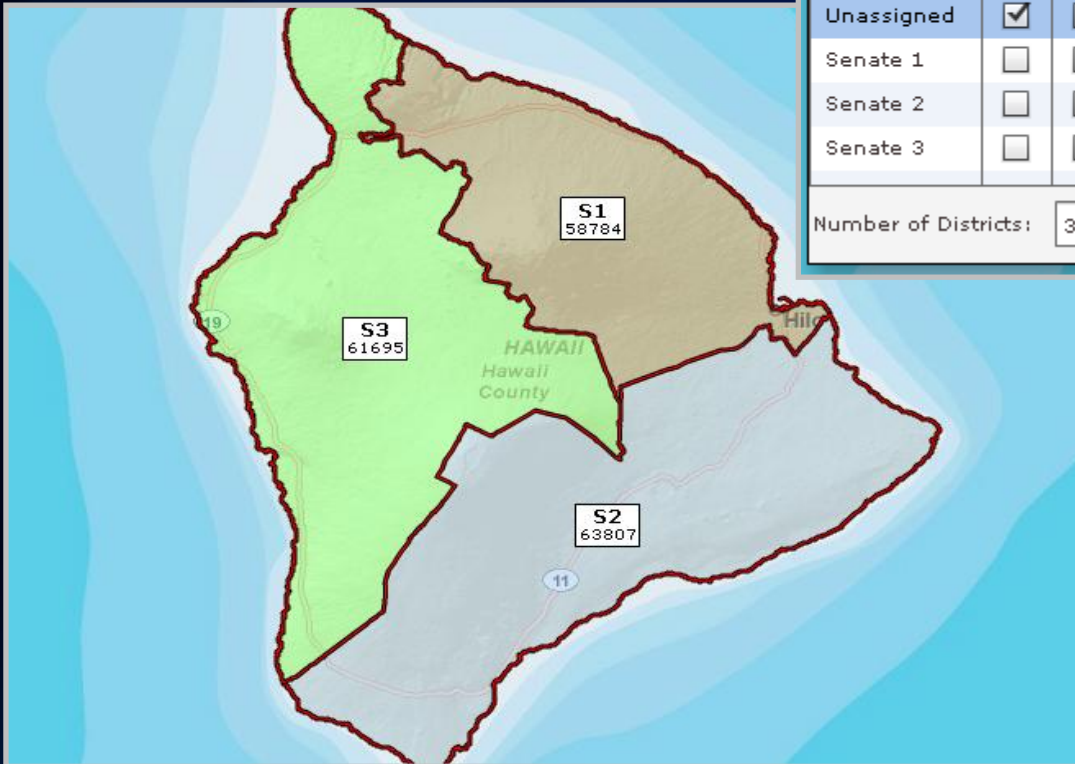 Unassigned
Senate 1
Senate 2
Senate 3
Number of Districts: 3
S1
58784
S3
61695
19
HAWAII
Hawaii
County
Hilo
S2
63807
11